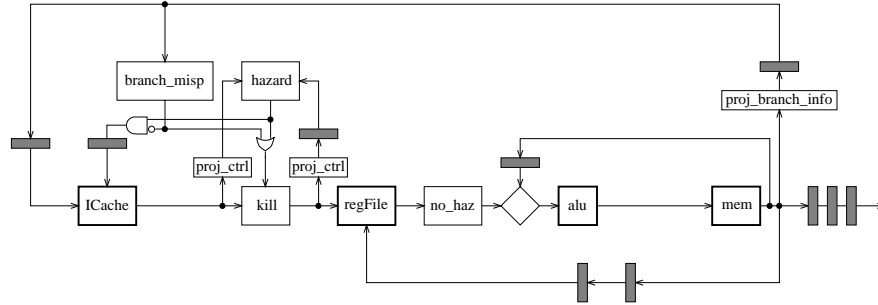 branch_misp
hazard
proj_branch_info
proj_ctrl
proj_ctrl
ICache
kill
regFile
no_haz
alu
mem